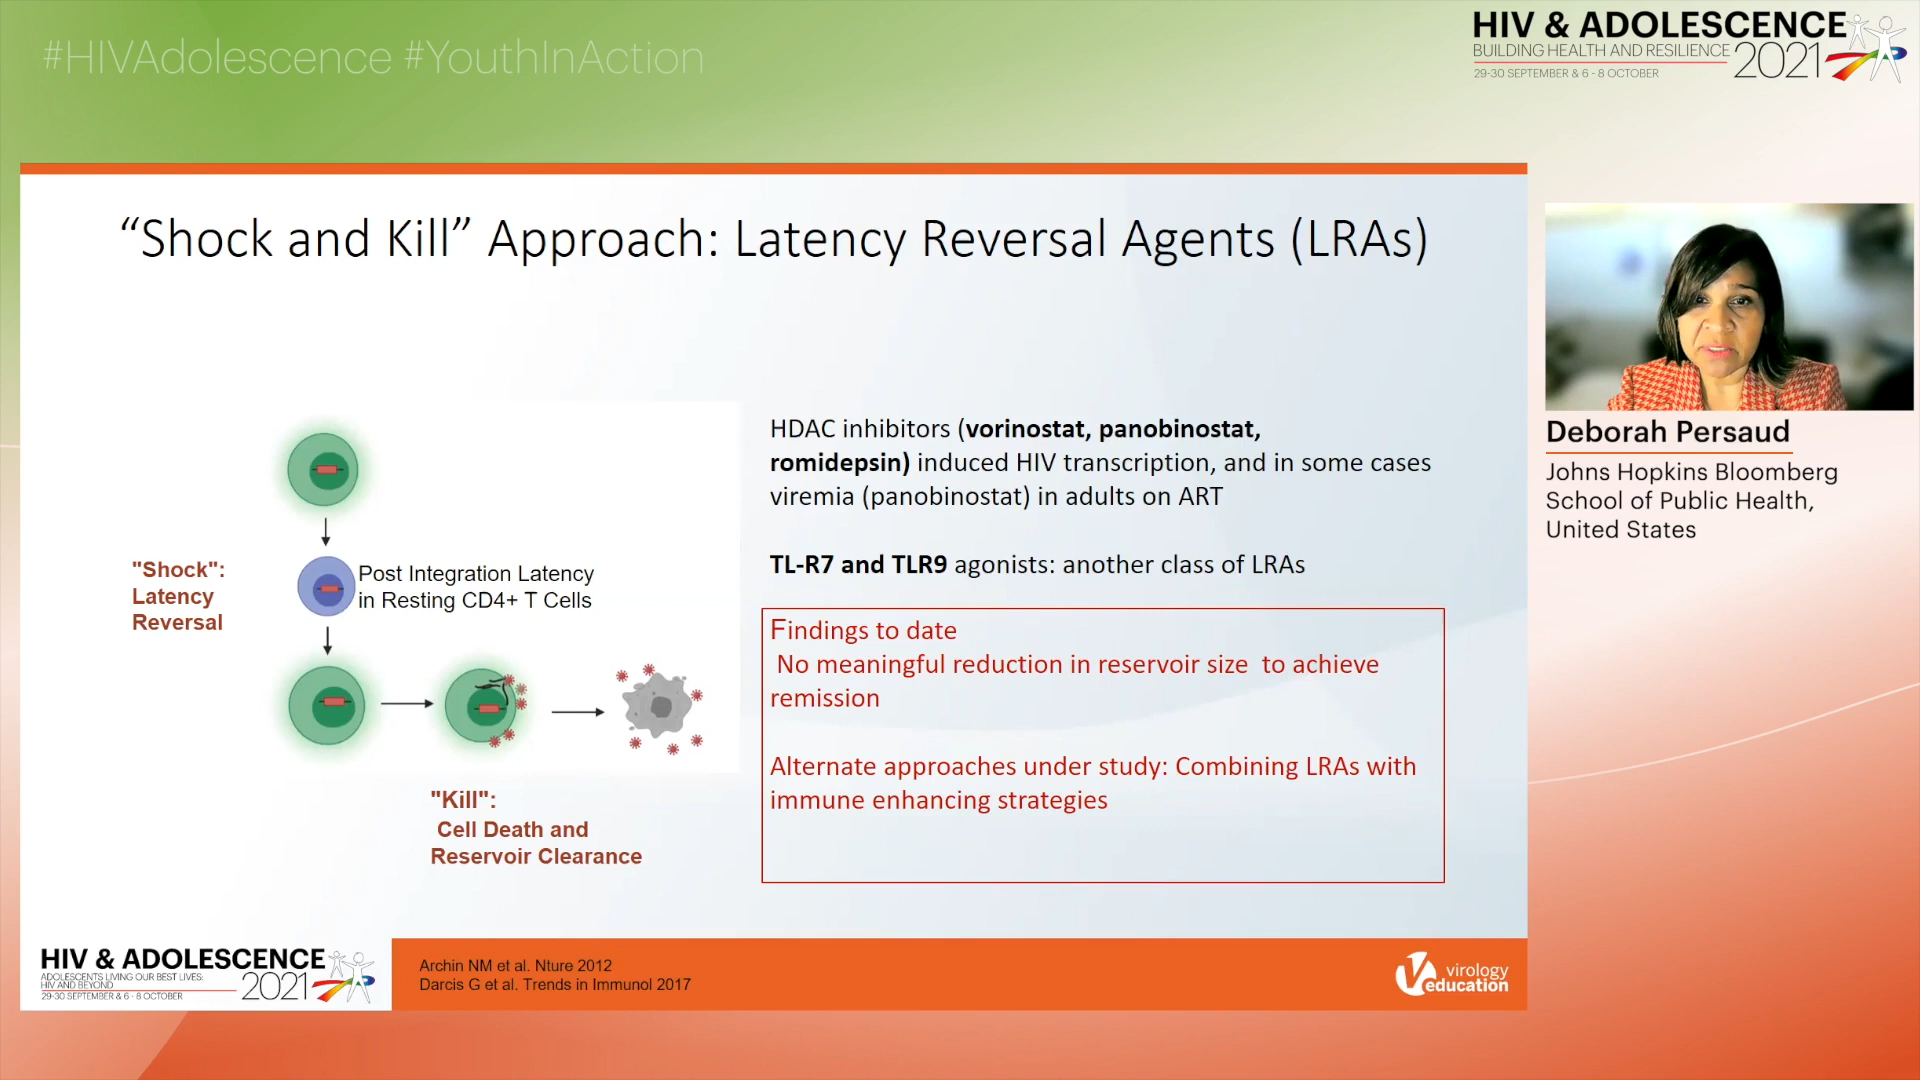 #HIVAdolescence #YouthInAction
HIV & ADOLESCENCE
BUILDING HEALTH AND RESILIENCE
2021
29-30 SEPTEMBER & 6 - 8 OCTOBER
“Shock and Kill” Approach: Latency Reversal Agents (LRAs)
"Shock":
Latency
Reversal
Post Integration Latency
in Resting CD4+ T Cells
"Kill":
Cell Death and
Reservoir Clearance
HDAC inhibitors (vorinostat, panobinostat,
romidepsin) induced HIV transcription, and in some cases
viremia (panobinostat) in adults on ART
TL-R7 and TLR9 agonists: another class of LRAs
Findings to date
No meaningful reduction in reservoir size to achieve
remission
Alternate approaches under study: Combining LRAs with
immune enhancing strategies
Deborah Persaud
Johns Hopkins Bloomberg
School of Public Health,
United States
HIV & ADOLESCENCE
ADOLESCENTS LIVING OUR BEST LIVES:
HIV AND BEYOND
2021
29-30 SEPTEMBER & 6 - 8 OCTOBER
Archin NM et al. Nture 2012
Darcis G et al. Trends in Immunol 2017
virology
education